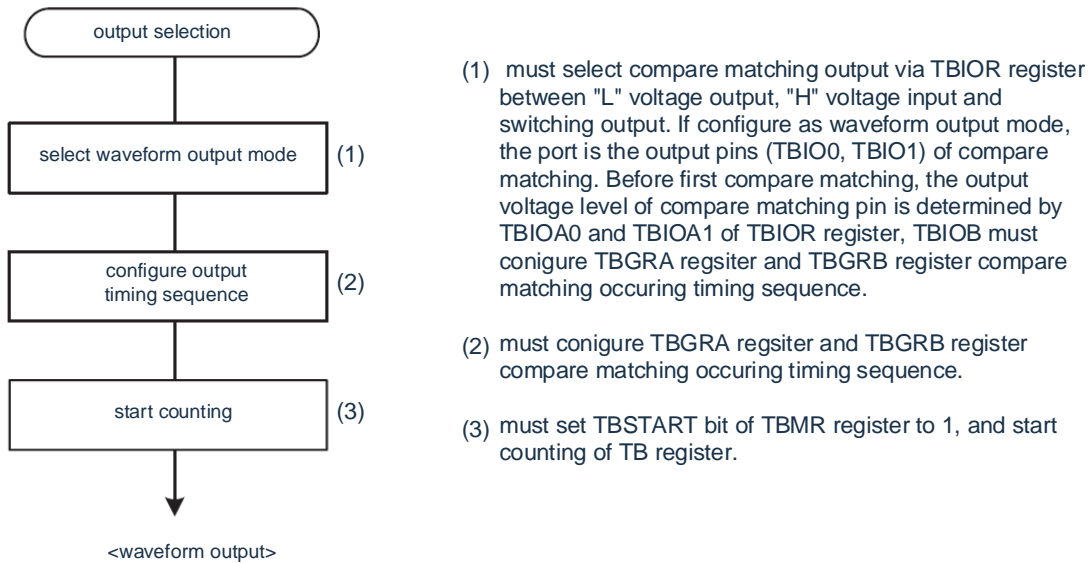 output selection
select waveform output mode
(1)
configure output
timing sequence
(2)
start counting
(3)
<waveform output>
(1) must select compare matching output via TBIOR register
between "L" voltage output, "H" voltage input and
switching output. If configure as waveform output mode,
the port is the output pins (TBIO0, TBIO1) of compare
matching. Before first compare matching, the output
voltage level of compare matching pin is determined by
TBIOA0 and TBIOA1 of TBIOR register, TBIOB must
conigure TBGRA regsiter and TBGRB register compare
matching occuring timing sequence.
(2) must conigure TBGRA regsiter and TBGRB register
compare matching occuring timing sequence.
(3) must set TBSTART bit of TBMR register to 1, and start
counting of TB register.